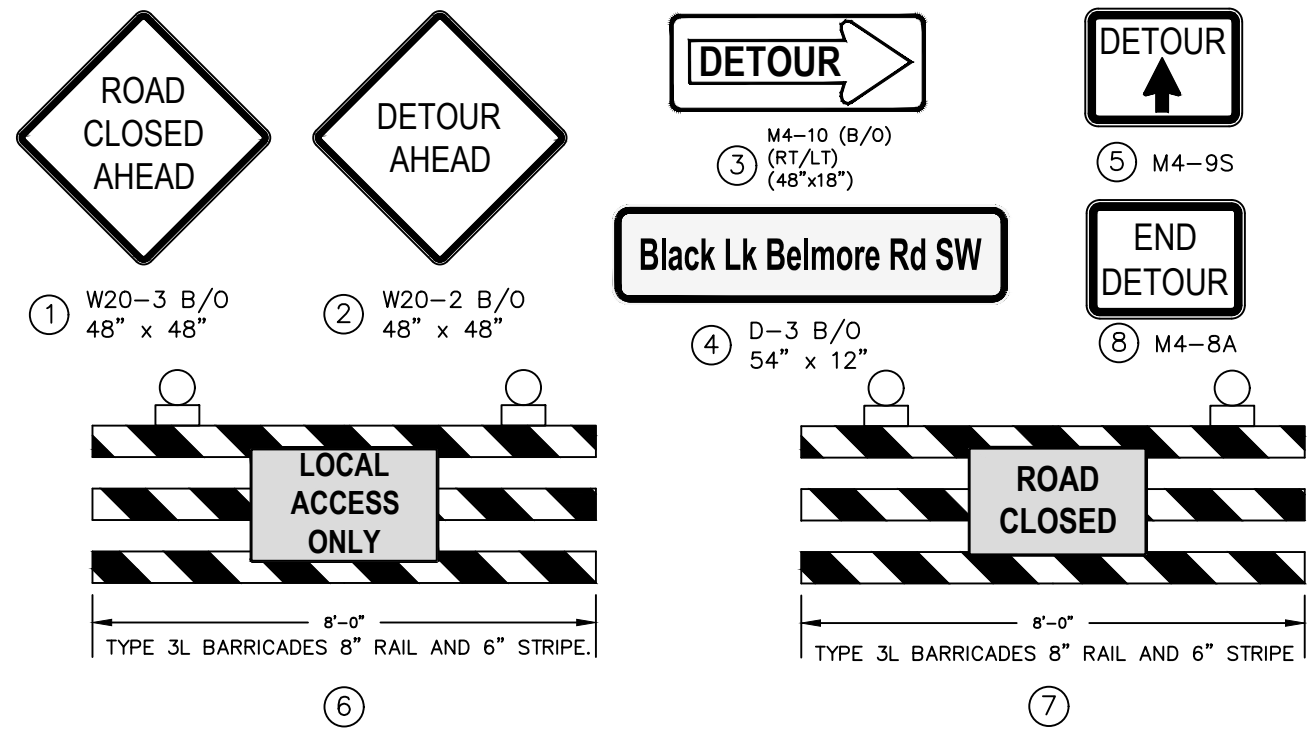 ROAD
CLOSED
AHEAD
1 W20-3 B/O
48" x 48"
DETOUR
AHEAD
2 W20-2 B/O
48" x 48"
DETOUR
3 M4-10 (B/O)
(RT/LT)
(48"x18")
Black Lk Belmore Rd SW
4 D-3 B/O
54" x 12"
DETOUR
5 M4-9S
END
DETOUR
8 M4-8A
LOCAL
ACCESS
ONLY
8'-0"
TYPE 3L BARRICADES 8" RAIL AND 6" STRIPE.
6
ROAD
CLOSED
8'-0"
TYPE 3L BARRICADES 8" RAIL AND 6" STRIPE
7